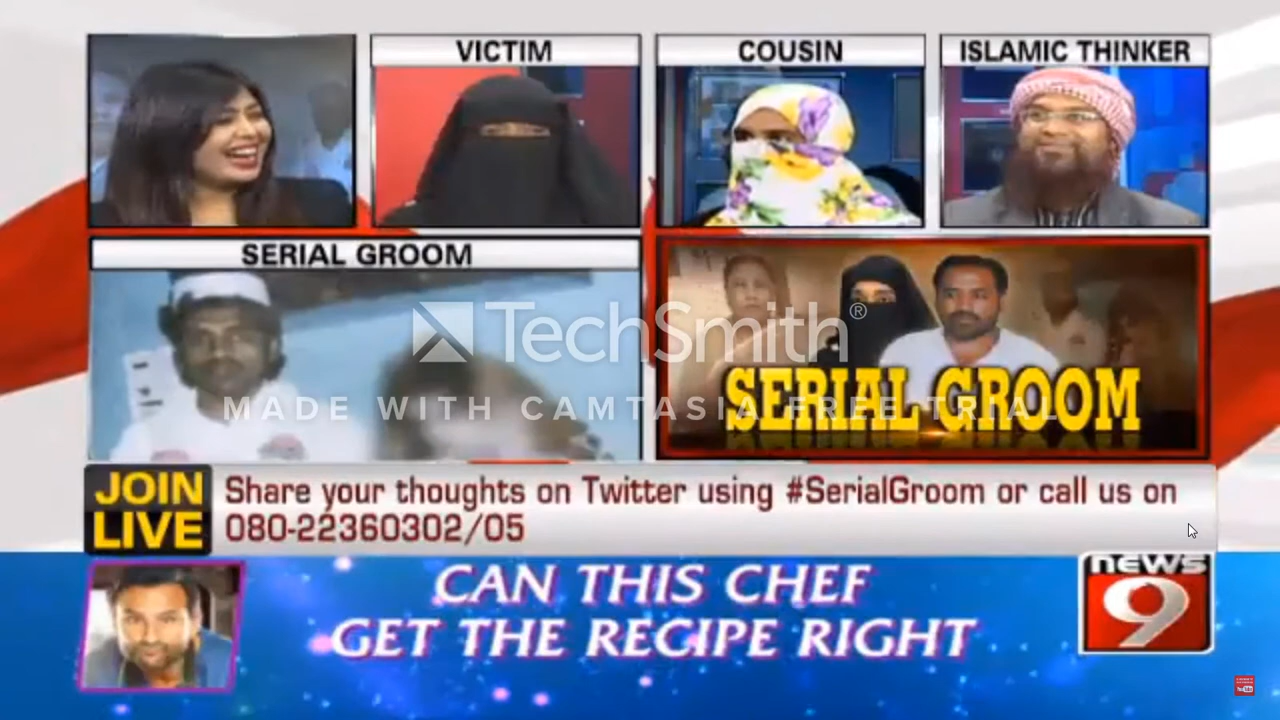 VICTIM
COUSIN
ISLAMIC THINKER
SERIAL GROOM
TechSmith®
MADE WITH CAMTASIA FREE TRIAL
SERIAL GROOM
JOIN
LIVE
Share your thoughts on Twitter using #SerialGroom or call us on
080-22360302/05
CAN THIS CHEF
GET THE RECIPE RIGHT
NEWS
9